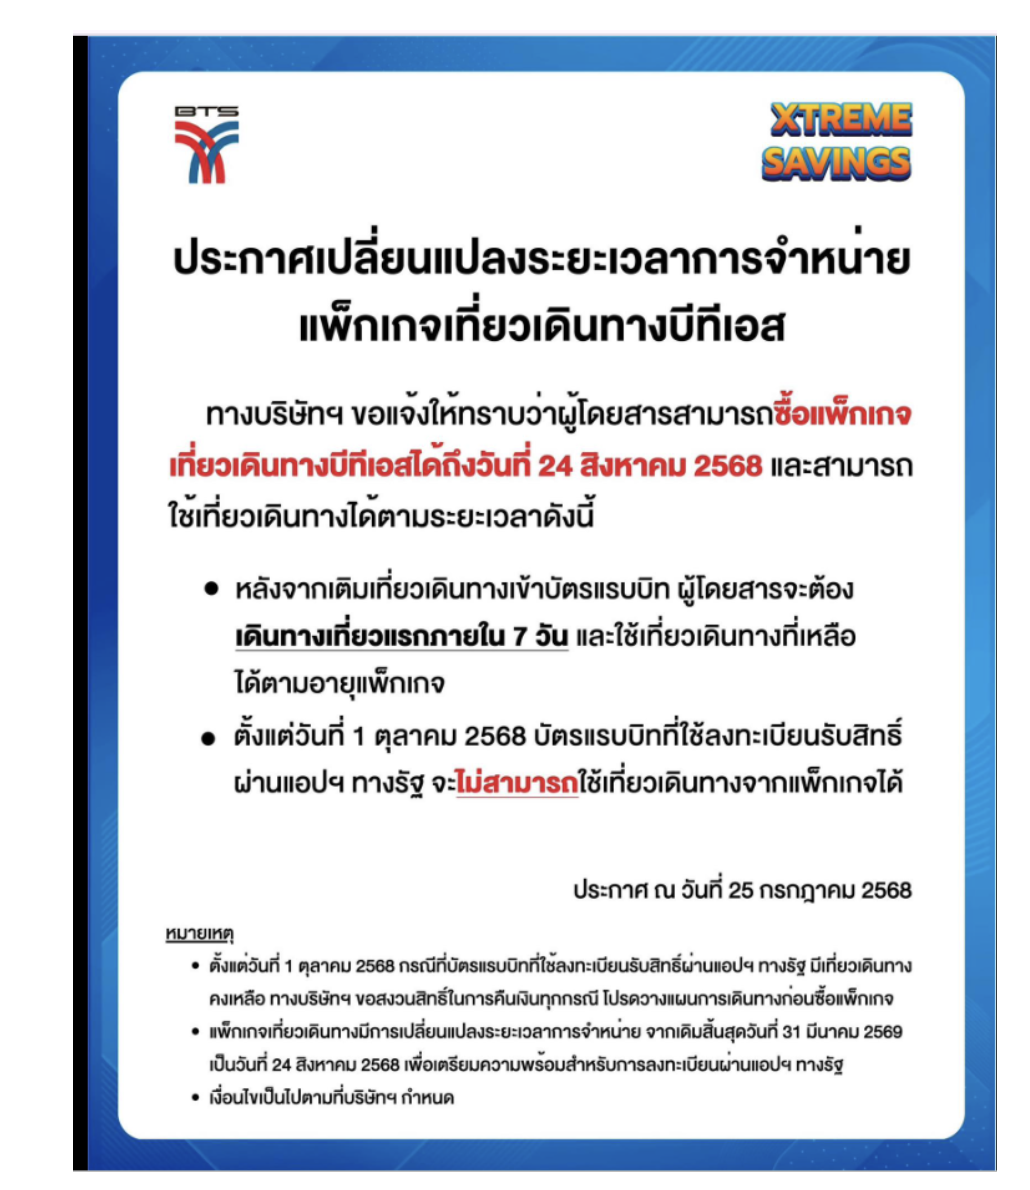 BTS
XTREME
SAVINGS
ประกาศเปลี่ยนแปลงระยะเวลาการจำหน่าย
แพ็กเกจเที่ยวเดินทางบีทีเอส
ทางบริษัทฯ ขอแจ้งให้ทราบว่าผู้โดยสารสามารถซื้อแพ็กเกจ
เที่ยวเดินทางบีทีเอสได้ถึงวันที่ 24 สิงหาคม 2568 และสามารถ
ใช้เที่ยวเดินทางได้ตามระยะเวลาดังนี้
• หลังจากเติมเที่ยวเดินทางเข้าบัตรแรบบิท ผู้โดยสารจะต้อง
เดินทางเที่ยวแรกภายใน 7 วัน และใช้เที่ยวเดินทางที่เหลือ
ได้ตามอายุแพ็กเกจ
• ตั้งแต่วันที่ 1 ตุลาคม 2568 บัตรแรบบิทที่ใช้ลงทะเบียนรับสิทธิ์
ผ่านแอปฯ ทางรัฐ จะไม่สามารถใช้เที่ยวเดินทางจากแพ็กเกจได้
ประกาศ ณ วันที่ 25 กรกฎาคม 2568
หมายเหตุ
• ตั้งแต่วันที่ 1 ตุลาคม 2568 กรณีที่บัตรแรบบิทที่ใช้ลงทะเบียนรับสิทธิ์ผ่านแอปฯ ทางรัฐ มีเที่ยวเดินทาง
คงเหลือ ทางบริษัทฯ ขอสงวนสิทธิ์ในการคืนเงินทุกกรณี โปรดวางแผนการเดินทางก่อนซื้อแพ็กเกจ
• แพ็กเกจเที่ยวเดินทางมีการเปลี่ยนแปลงระยะเวลาการจำหน่าย จากเดิมสิ้นสุดวันที่ 31 มีนาคม 2569
เป็นวันที่ 24 สิงหาคม 2568 เพื่อเตรียมความพร้อมสำหรับการลงทะเบียนผ่านแอปฯ ทางรัฐ
• เงื่อนไขเป็นไปตามที่บริษัทฯ กำหนด